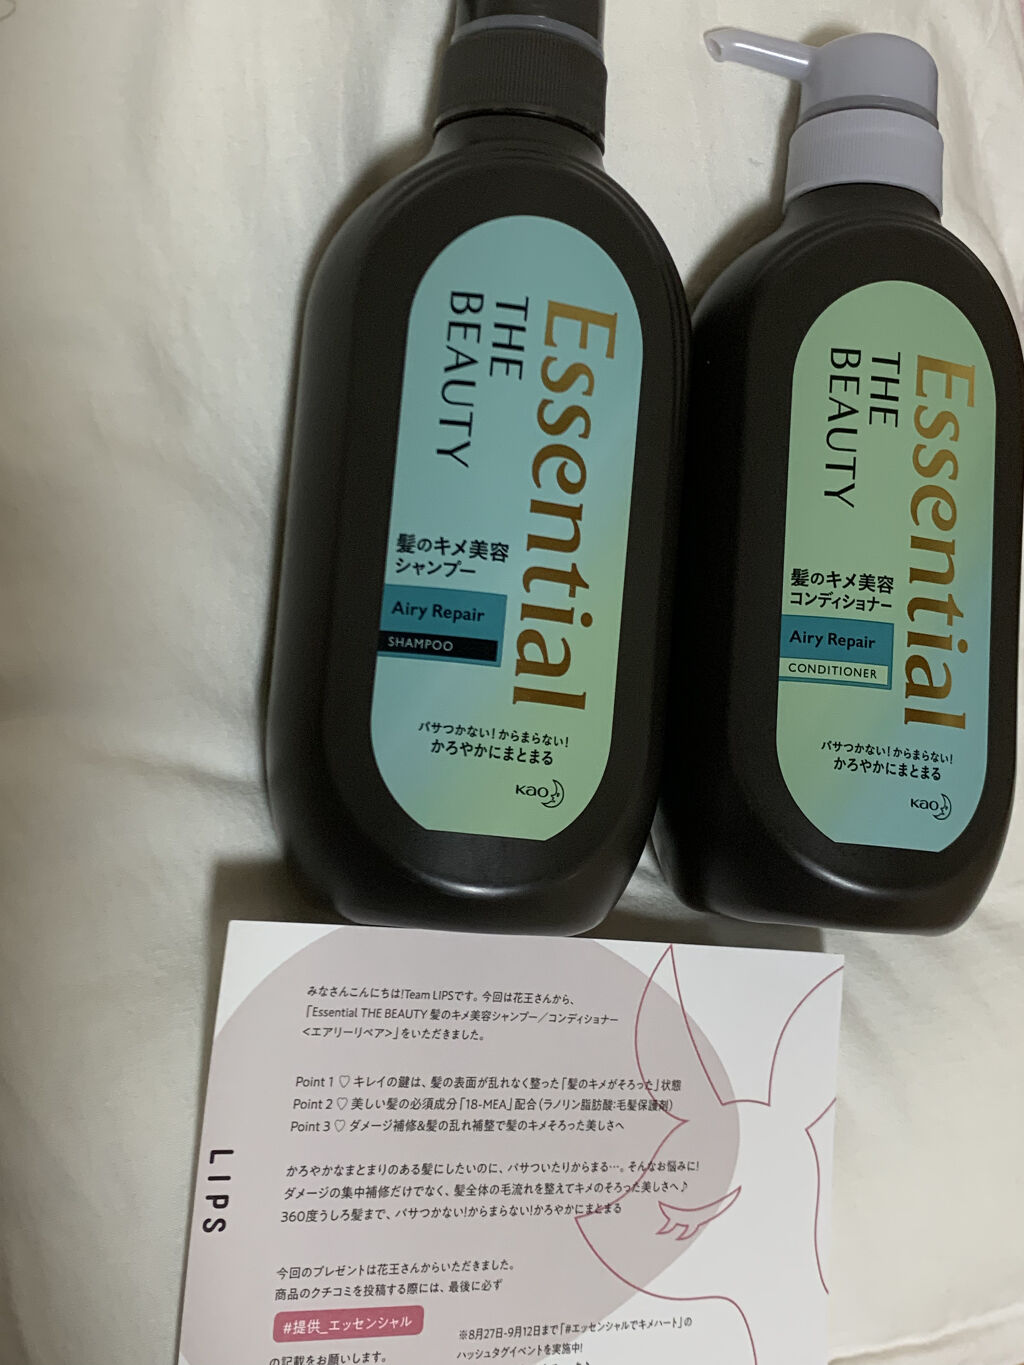 Essential
THE
BEAUTY
髪のキメ美容
シャンプー
Airy Repair
SHAMPOO
パサつかない!からまらない!
かろやかにまとまる
Kao
Essential
THE
BEAUTY
髪のキメ美容
コンディショナー
Airy Repair
CONDITIONER
パサつかない!からまらない!
かろやかにまとまる
Kao
みなさんこんにちは!Team LIPSです。今回は花王さんから、
「Essential THE BEAUTY 髪のキメ美容シャンプー/コンディショナー
<エアリーリペア>」をいただきました。
Point 1 ♡ キレイの鍵は、髪の表面が乱れなく整った「髪のキメがそろった」状態
Point 2 ♡ 美しい髪の必須成分「18-MEA」配合(ラノリン脂肪酸:毛髪保護剤)
Point 3 ♡ ダメージ補修&髪の乱れ補整で髪のキメそろった美しさへ
かろやかなまとまりのある髪にしたいのに、パサついたりからまる…。そんなお悩みに!
ダメージの集中補修だけでなく、髪全体の毛流れを整えてキメのそろった美しさへ♪
360度うしろ髪まで、パサつかない!からまらない!かろやかにまとまる
LIPS
今回のプレゼントは花王さんからいただきました。
商品のクチコミを投稿する際には、最後に必ず
#提供_エッセンシャル
の記載をお願いします。
※8月27日-9月12日まで「#エッセンシャルでキメハート」の
ハッシュタグイベントを実施中!